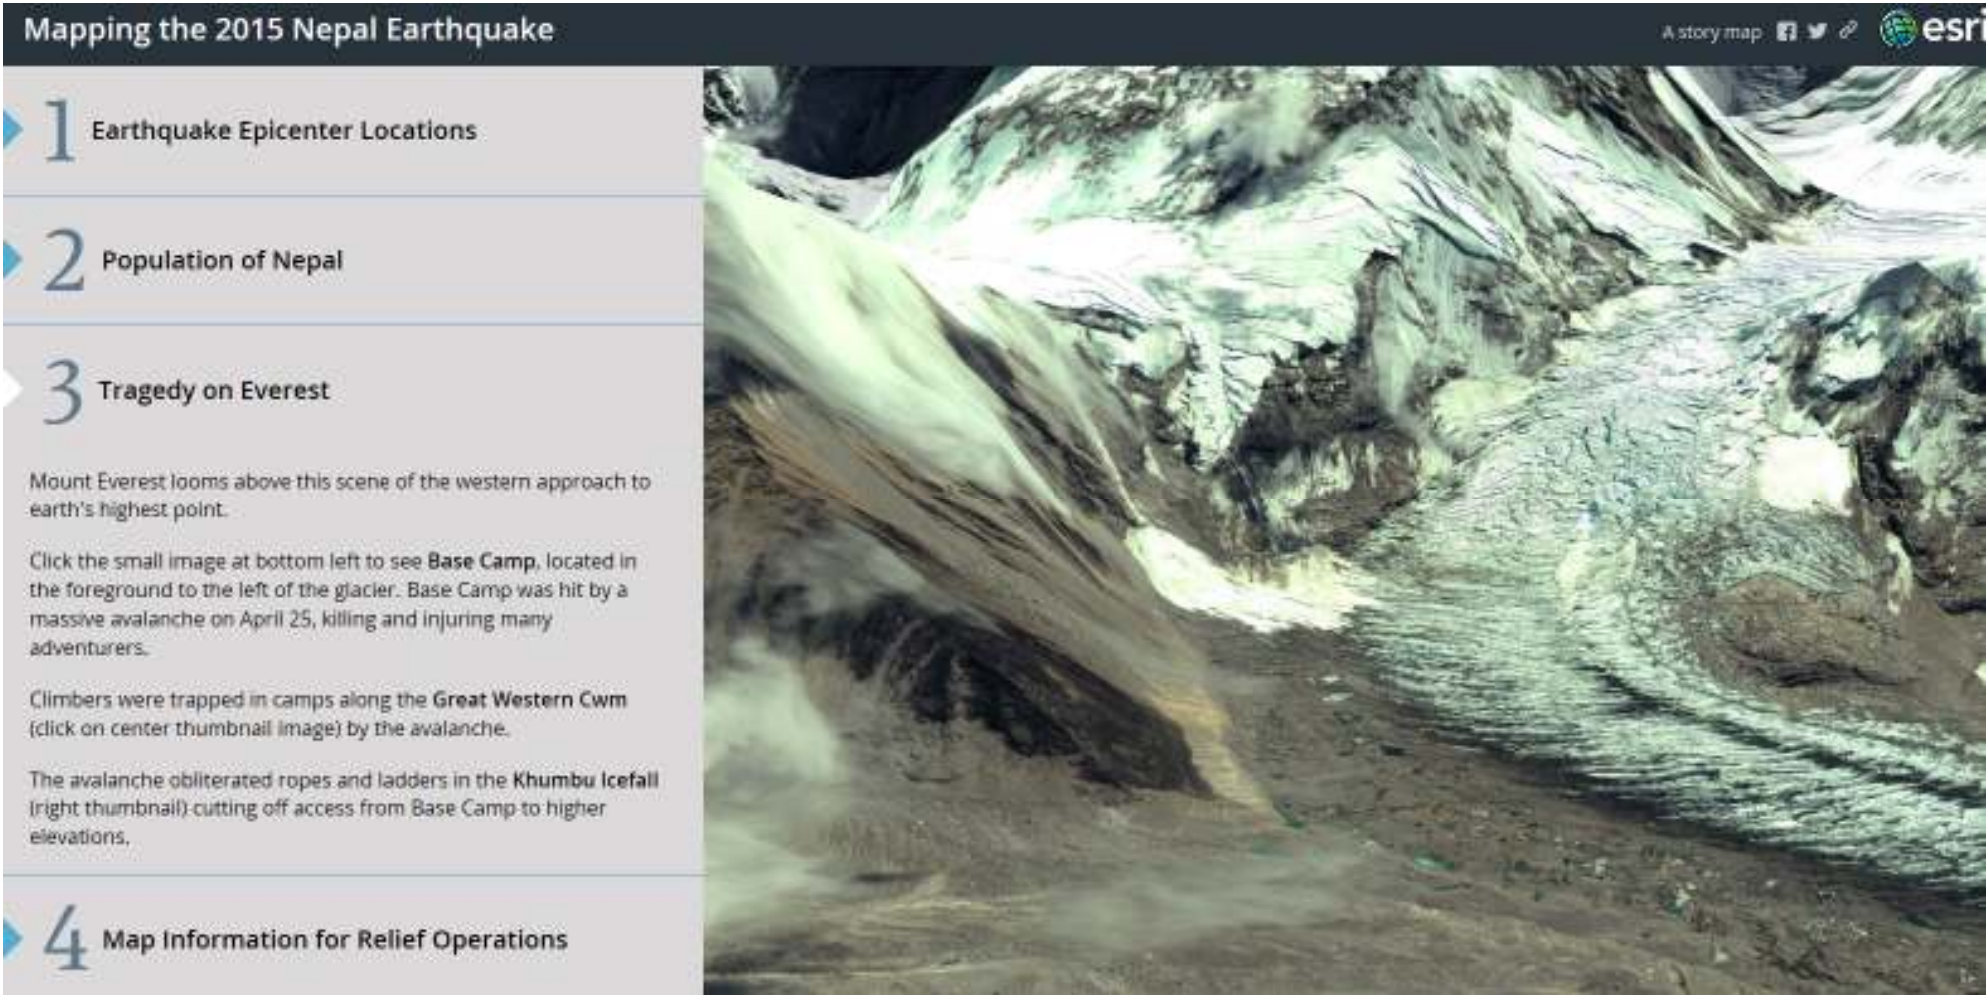 Mapping the 2015 Nepal Earthquake
A story map
esri
1 Earthquake Epicenter Locations
2 Population of Nepal
3 Tragedy on Everest
Mount Everest looms above this scene of the western approach to
earth's highest point.
Click the small image at bottom left to see Base Camp, located in
the foreground to the left of the glacier. Base Camp was hit by a
massive avalanche on April 25, killing and injuring many
adventurers.
Climbers were trapped in camps along the Great Western Cwm
(click on center thumbnail image) by the avalanche.
The avalanche obliterated ropes and ladders in the Khumbu Icefall
(right thumbnail) cutting off access from Base Camp to higher
elevations.
4 Map Information for Relief Operations